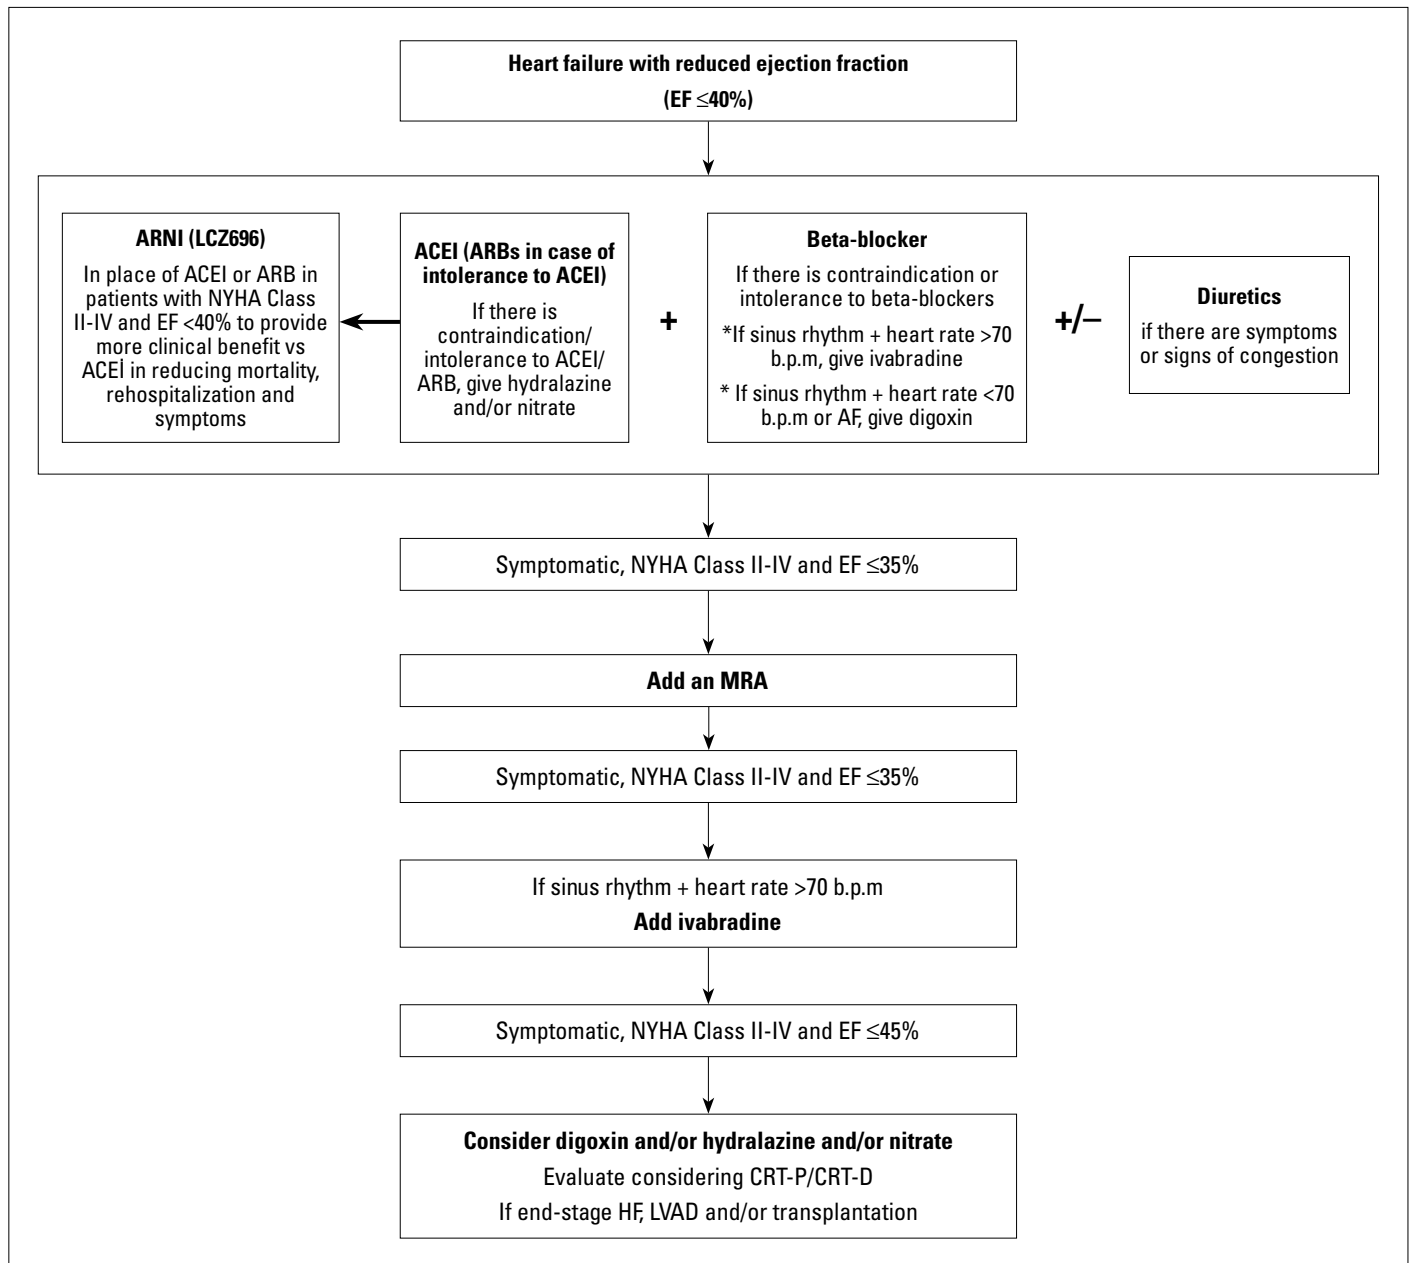 Heart failure with reduced ejection fraction
(EF ≤40%)
ARNI (LCZ696)
In place of ACEI or ARB in
patients with NYHA Class
II-IV and EF <40% to provide
more clinical benefit vs
ACEİ in reducing mortality,
rehospitalization and
symptoms
ACEI (ARBs in case of
intolerance to ACEI)
If there is
contraindication/
intolerance to ACEI/
ARB, give hydralazine
and/or nitrate
+
Beta-blocker
If there is contraindication or
intolerance to beta-blockers
*If sinus rhythm + heart rate >70
b.p.m, give ivabradine
* If sinus rhythm + heart rate <70
b.p.m or AF, give digoxin
+/–
Diuretics
if there are symptoms
or signs of congestion
Symptomatic, NYHA Class II-IV and EF ≤35%
Add an MRA
Symptomatic, NYHA Class II-IV and EF ≤35%
If sinus rhythm + heart rate >70 b.p.m
Add ivabradine
Symptomatic, NYHA Class II-IV and EF ≤45%
Consider digoxin and/or hydralazine and/or nitrate
Evaluate considering CRT-P/CRT-D
If end-stage HF, LVAD and/or transplantation